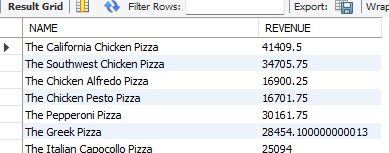 Result Grid Filter Rows: Export: Wrap
NAME REVENUE
The California Chicken Pizza 41409.5
The Southwest Chicken Pizza 34705.75
The Chicken Alfredo Pizza 16900.25
The Chicken Pesto Pizza 16701.75
The Pepperoni Pizza 30161.75
The Greek Pizza 28454.100000000013
The Italian Capocollo Pizza 25094